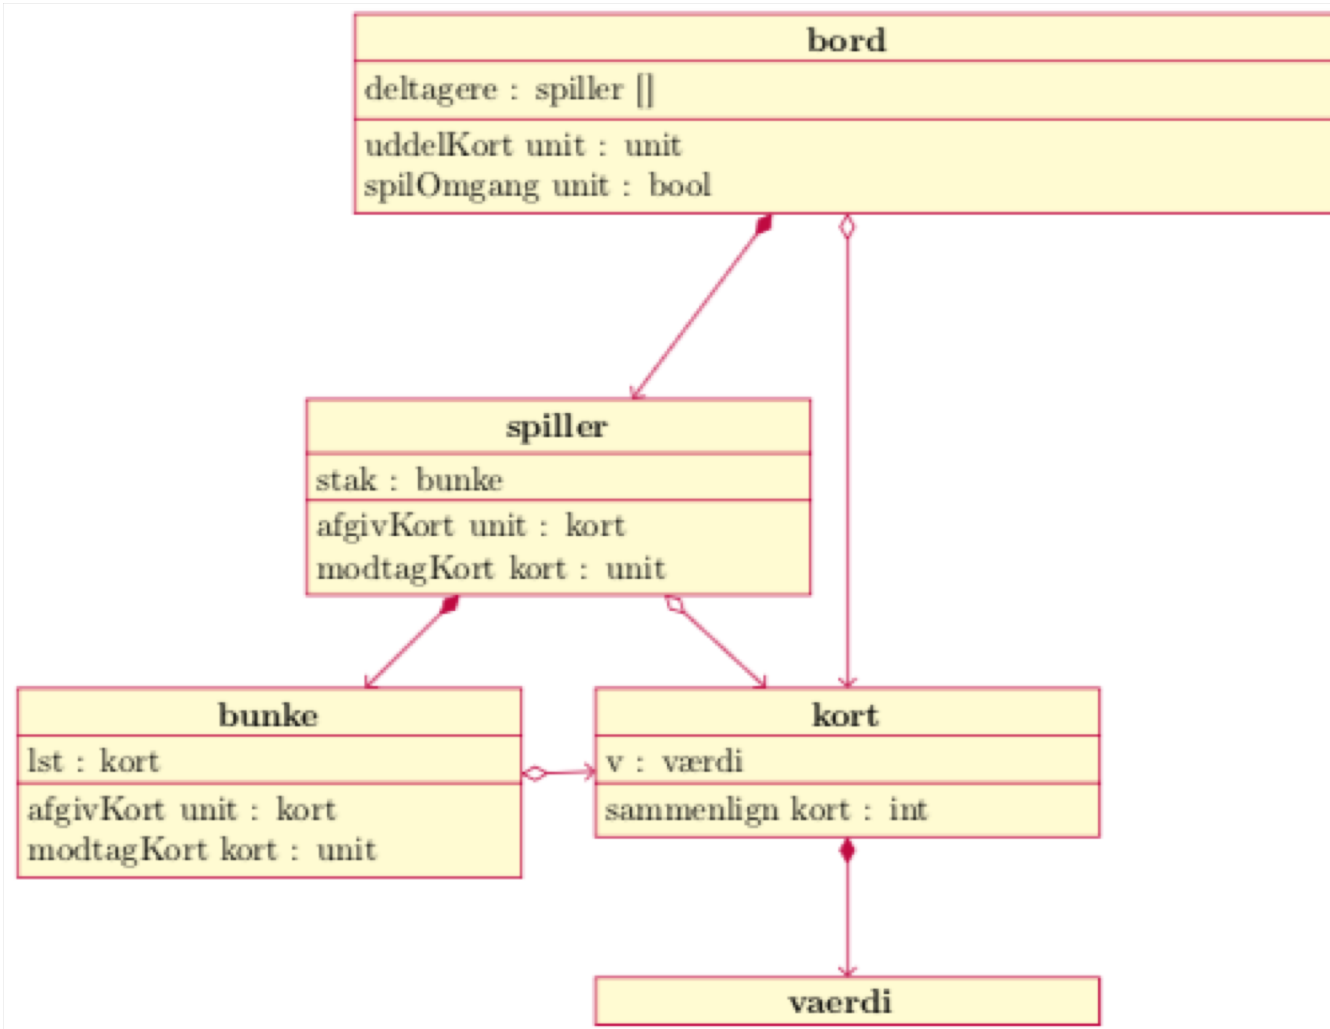 bord
deltagere : spiller []
uddelKort unit : unit
spilOmgang unit : bool
spiller
stak : bunke
afgivKort unit : kort
modtagKort kort : unit
bunke
lst : kort
afgivKort unit : kort
modtagKort kort : unit
kort
v : værdi
sammenlign kort : int
vaerdi